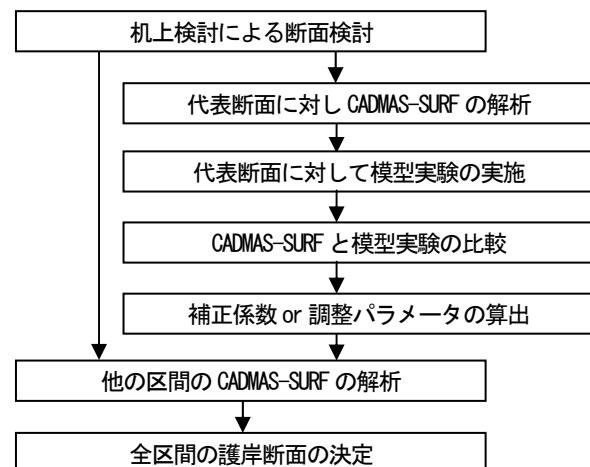 机上検討による断面検討
代表断面に対し CADMAS-SURF の解析
代表断面に対して模型実験の実施
CADMAS-SURF と模型実験の比較
補正係数 or 調整パラメータの算出
他の区間の CADMAS-SURF の解析
全区間の護岸断面の決定